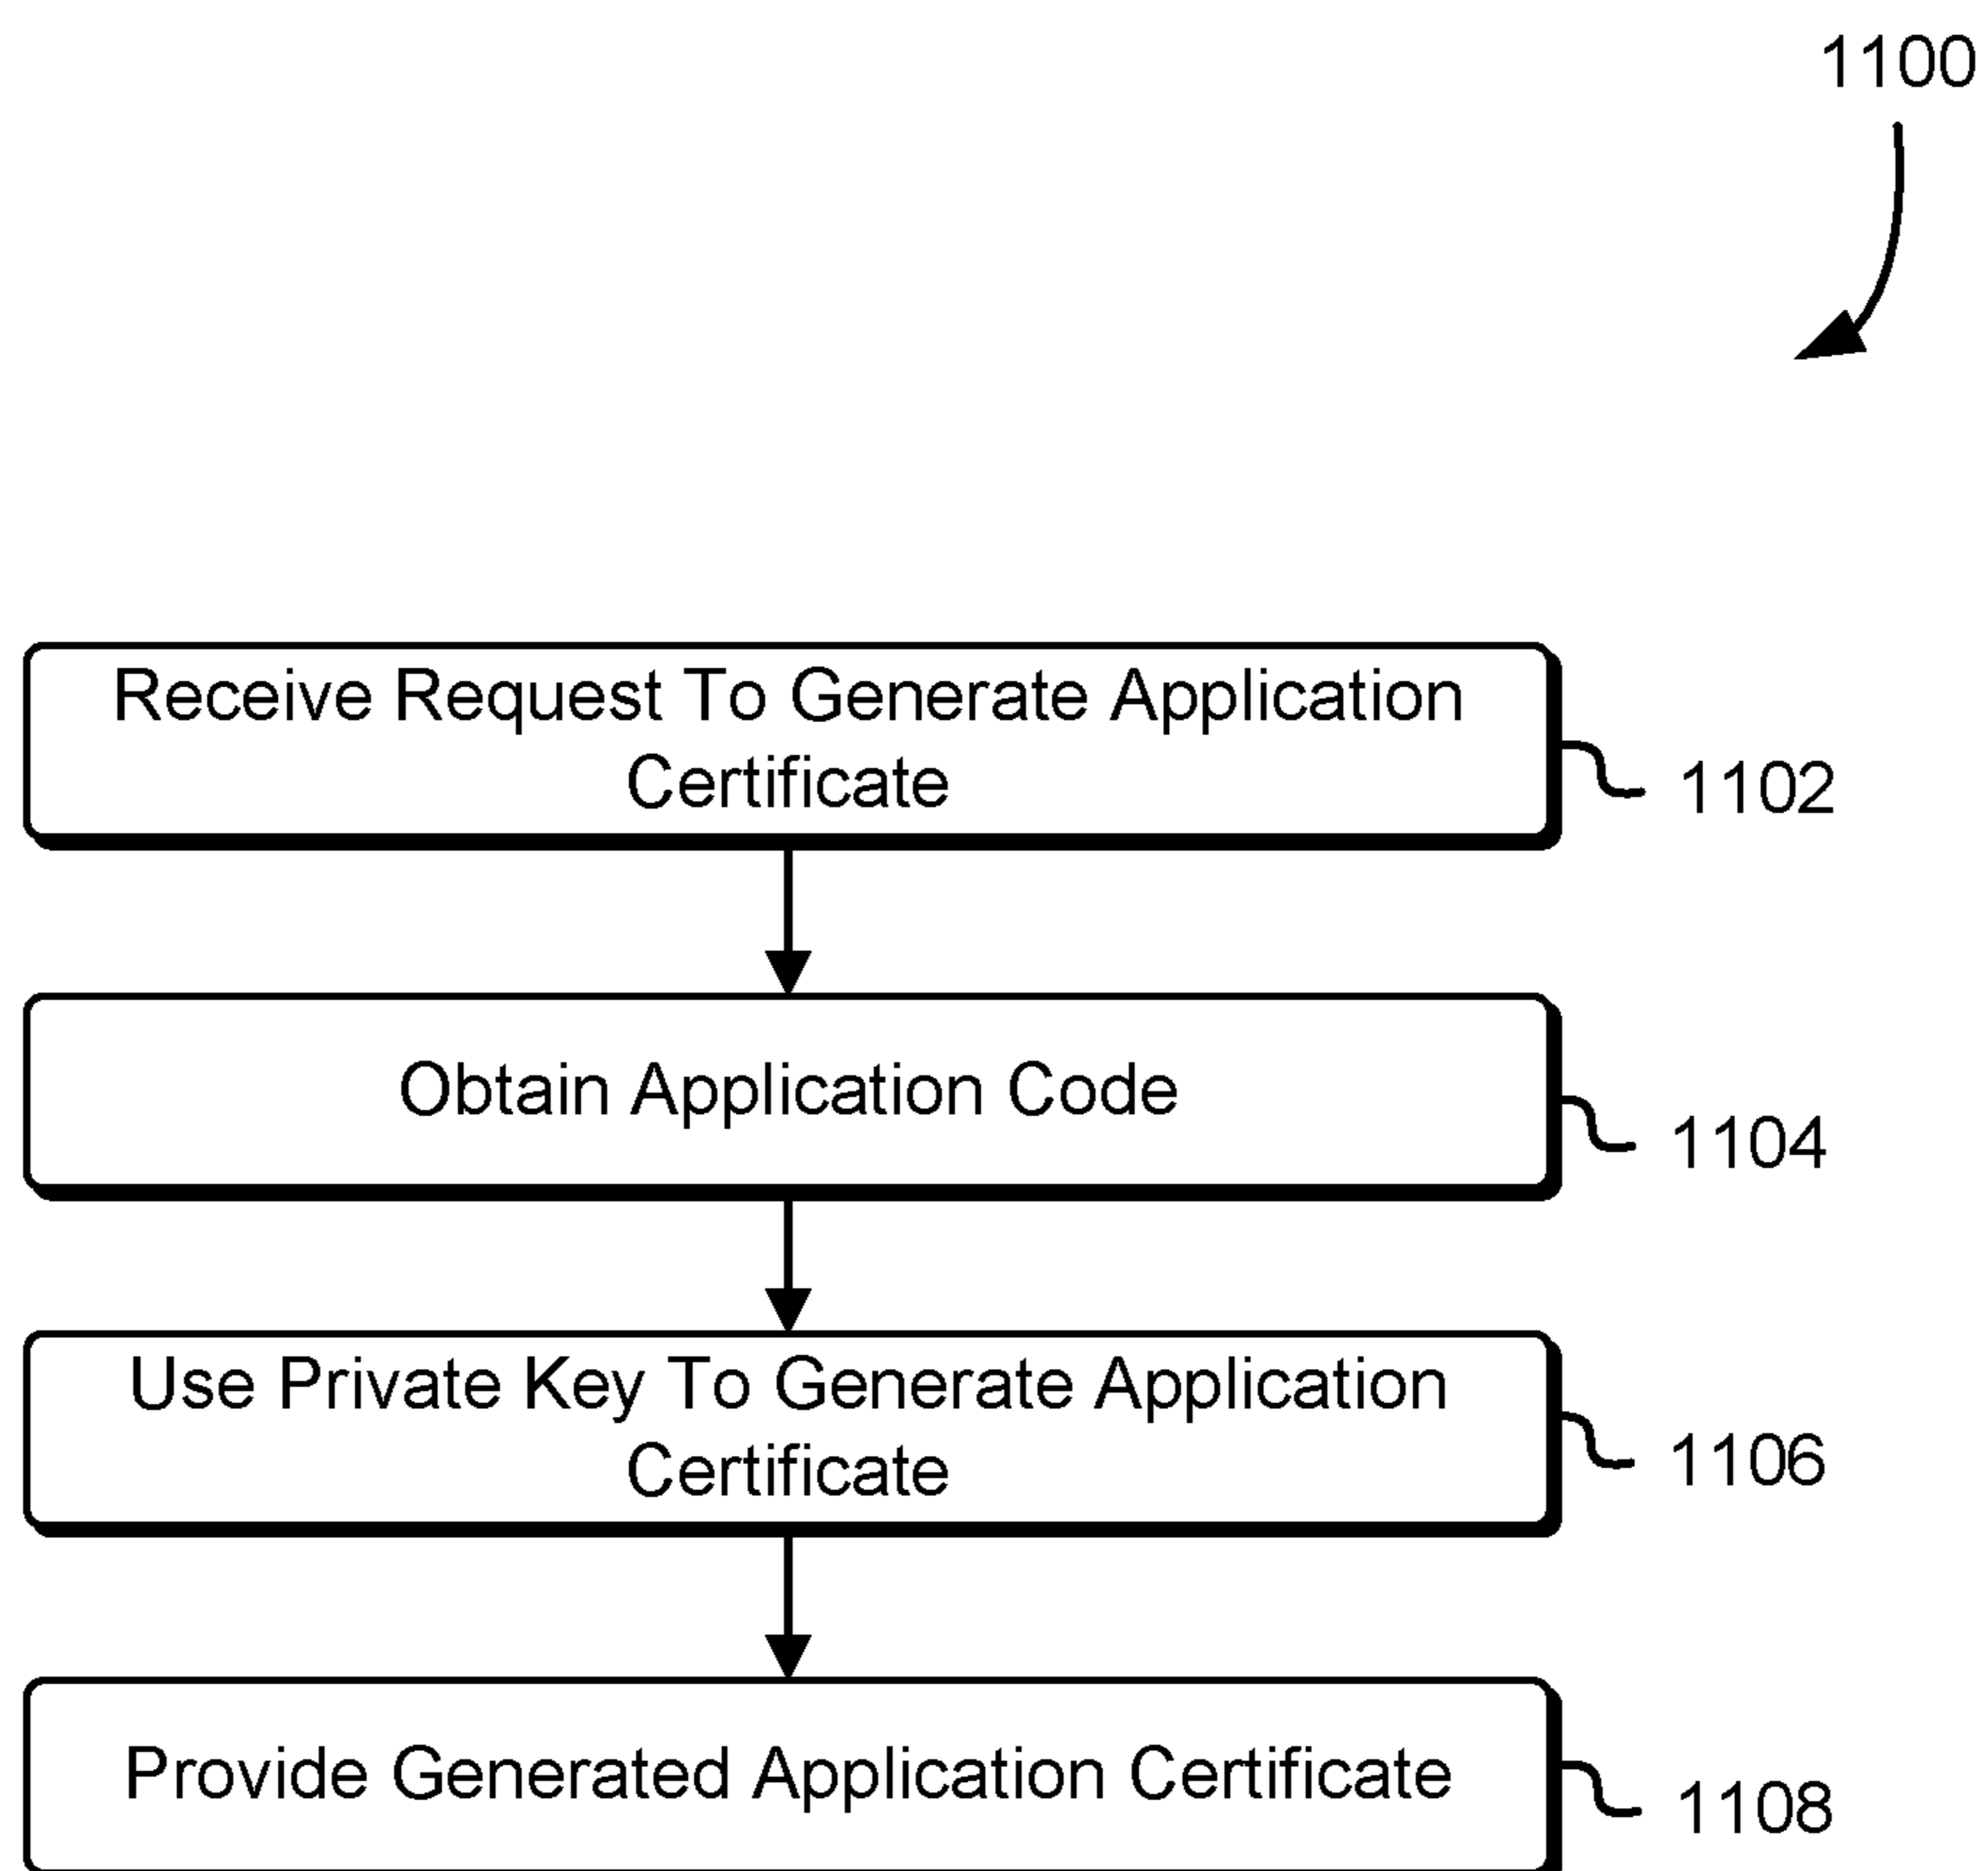 1100
Receive Request To Generate Application
Certificate
1102
Obtain Application Code
1104
Use Private Key To Generate Application
Certificate
1106
Provide Generated Application Certificate
1108